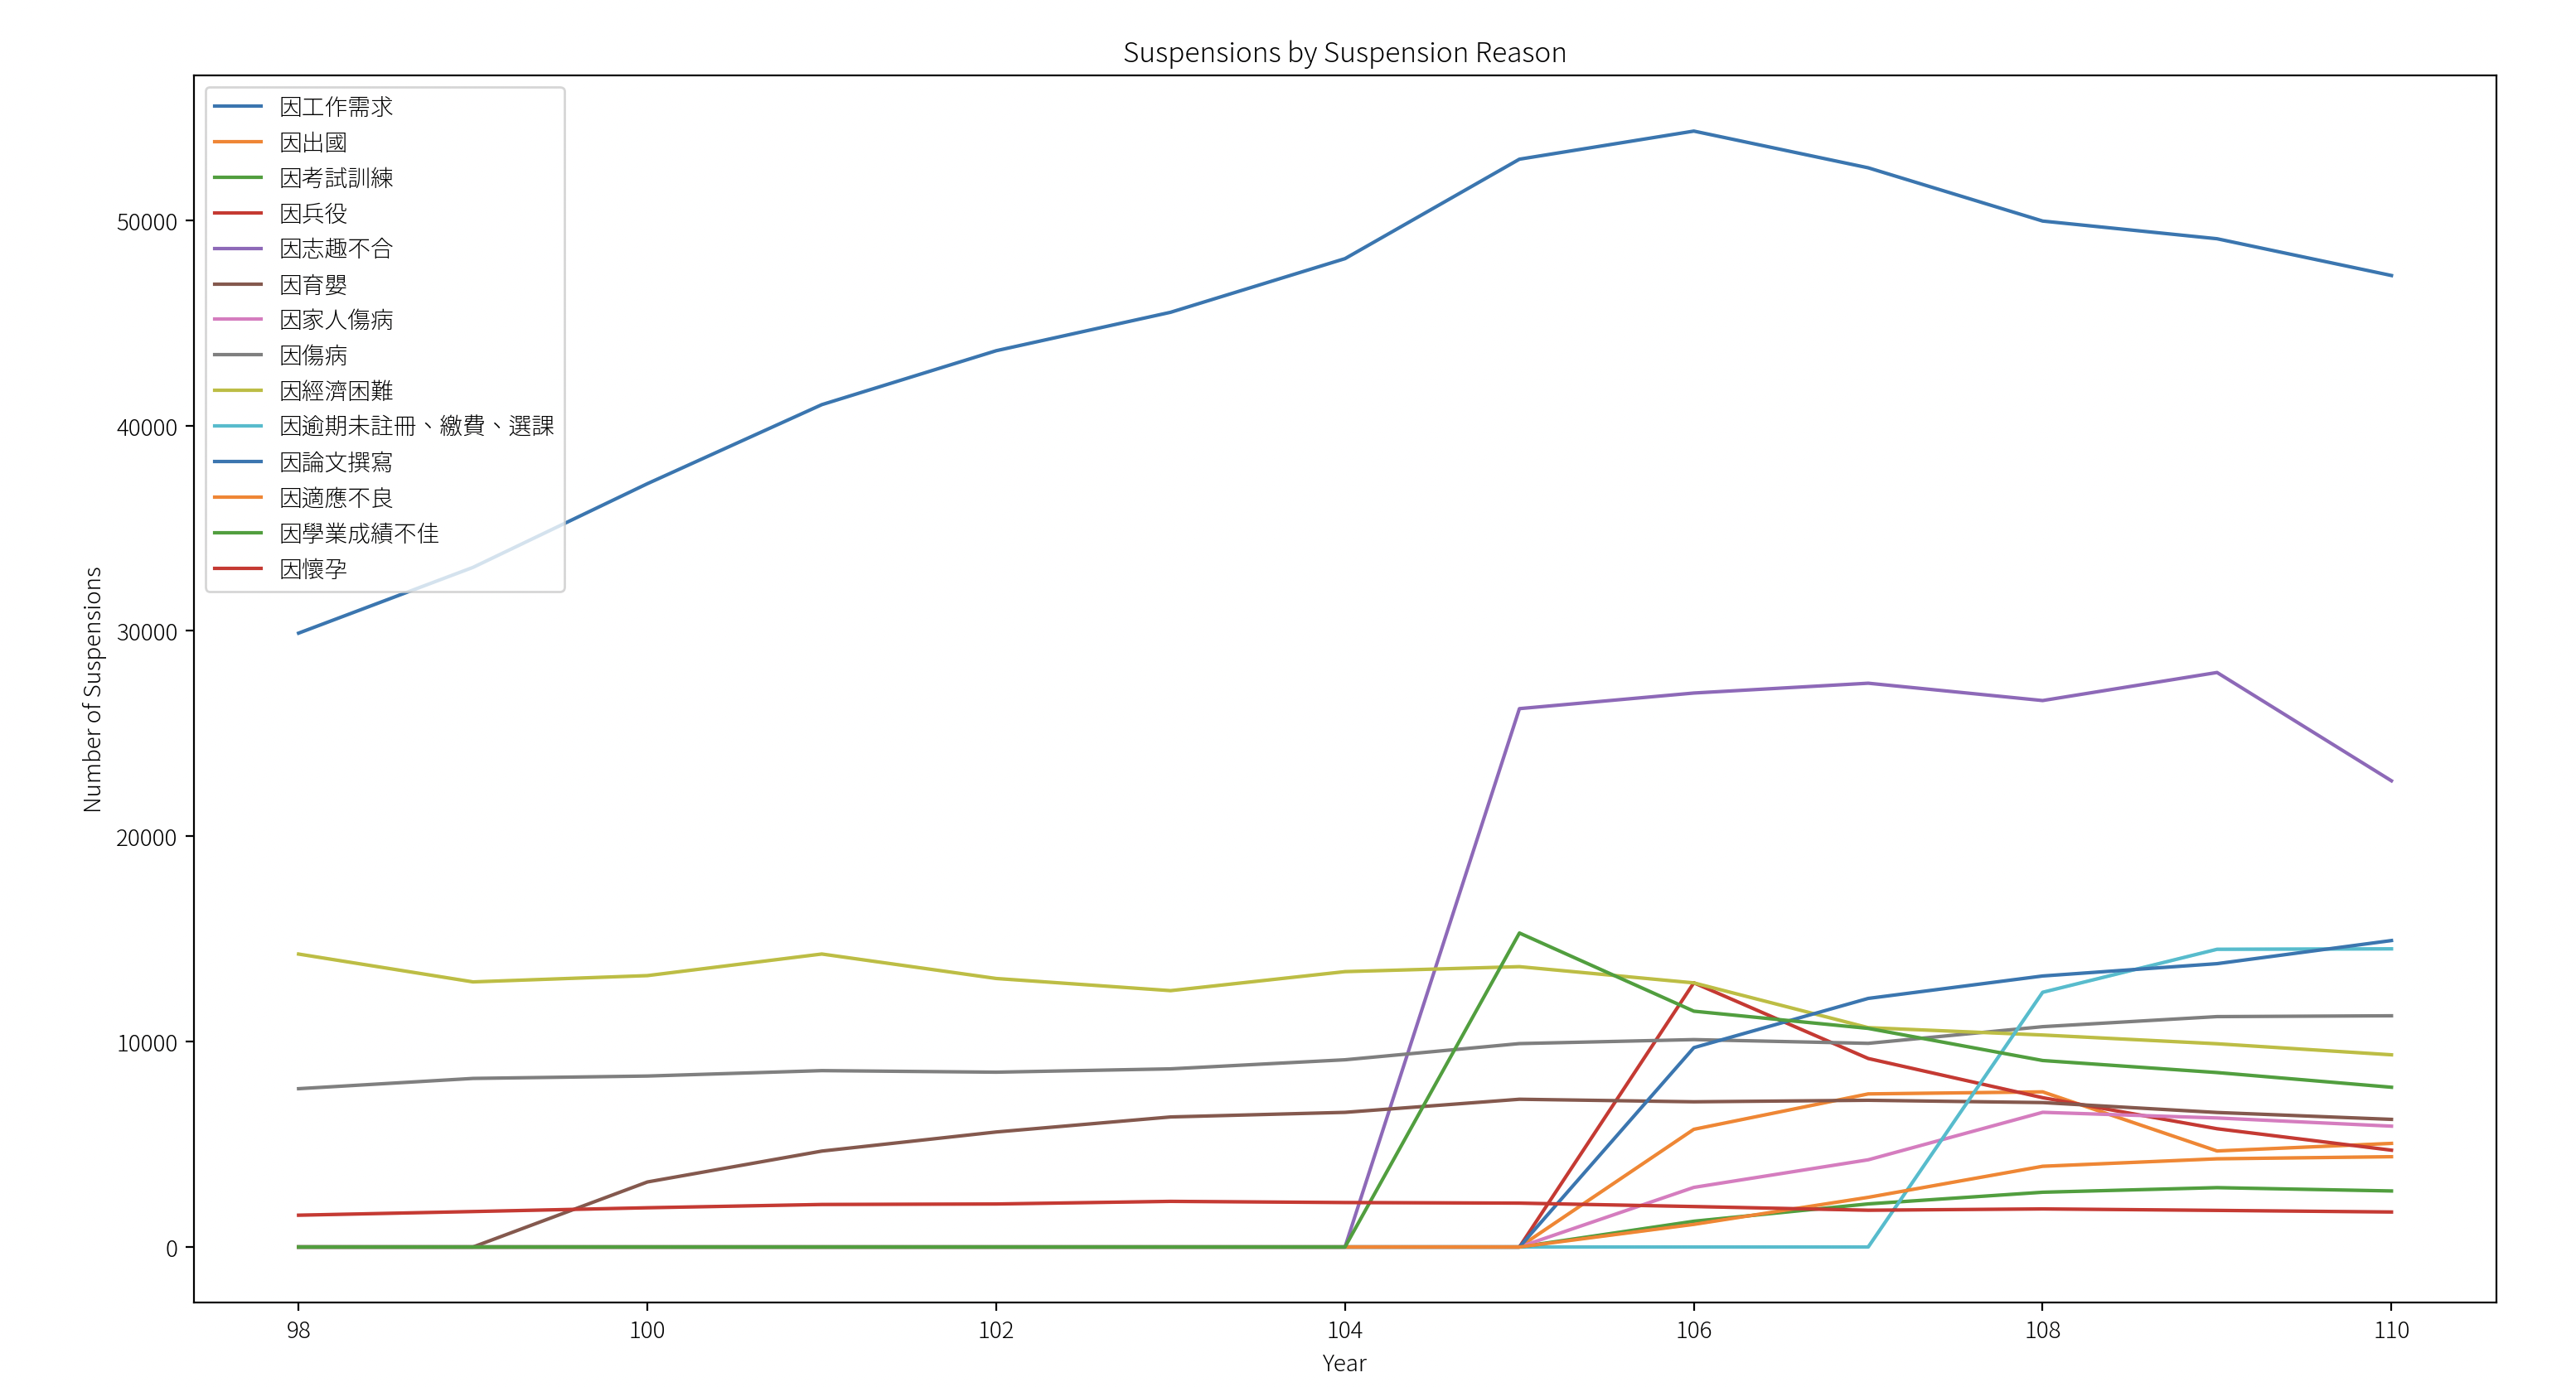 Suspensions by Suspension Reason
因工作需求
因出國
因考試訓練
因兵役
因志趣不合
因育嬰
因家人傷病
因傷病
因經濟困難
因逾期未註冊、繳費、選課
因論文撰寫
因適應不良
因學業成績不佳
因懷孕
Number of Suspensions
50000
40000
30000
20000
10000
0
98 100 102 104 106 108 110
Year